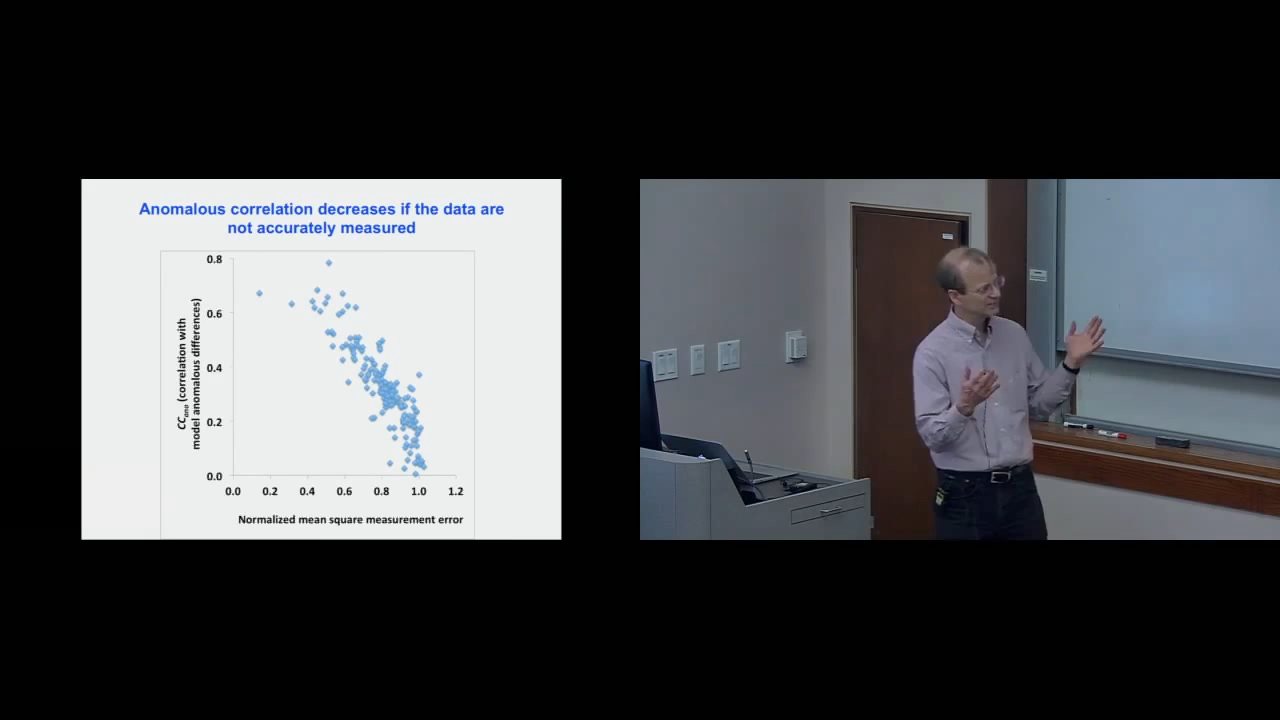 Anomalous correlation decreases if the data are
not accurately measured
CCano (correlation with
model anomalous differences)
0.8
0.6
0.4
0.2
0.0
0.0 0.2 0.4 0.6 0.8 1.0 1.2
Normalized mean square measurement error